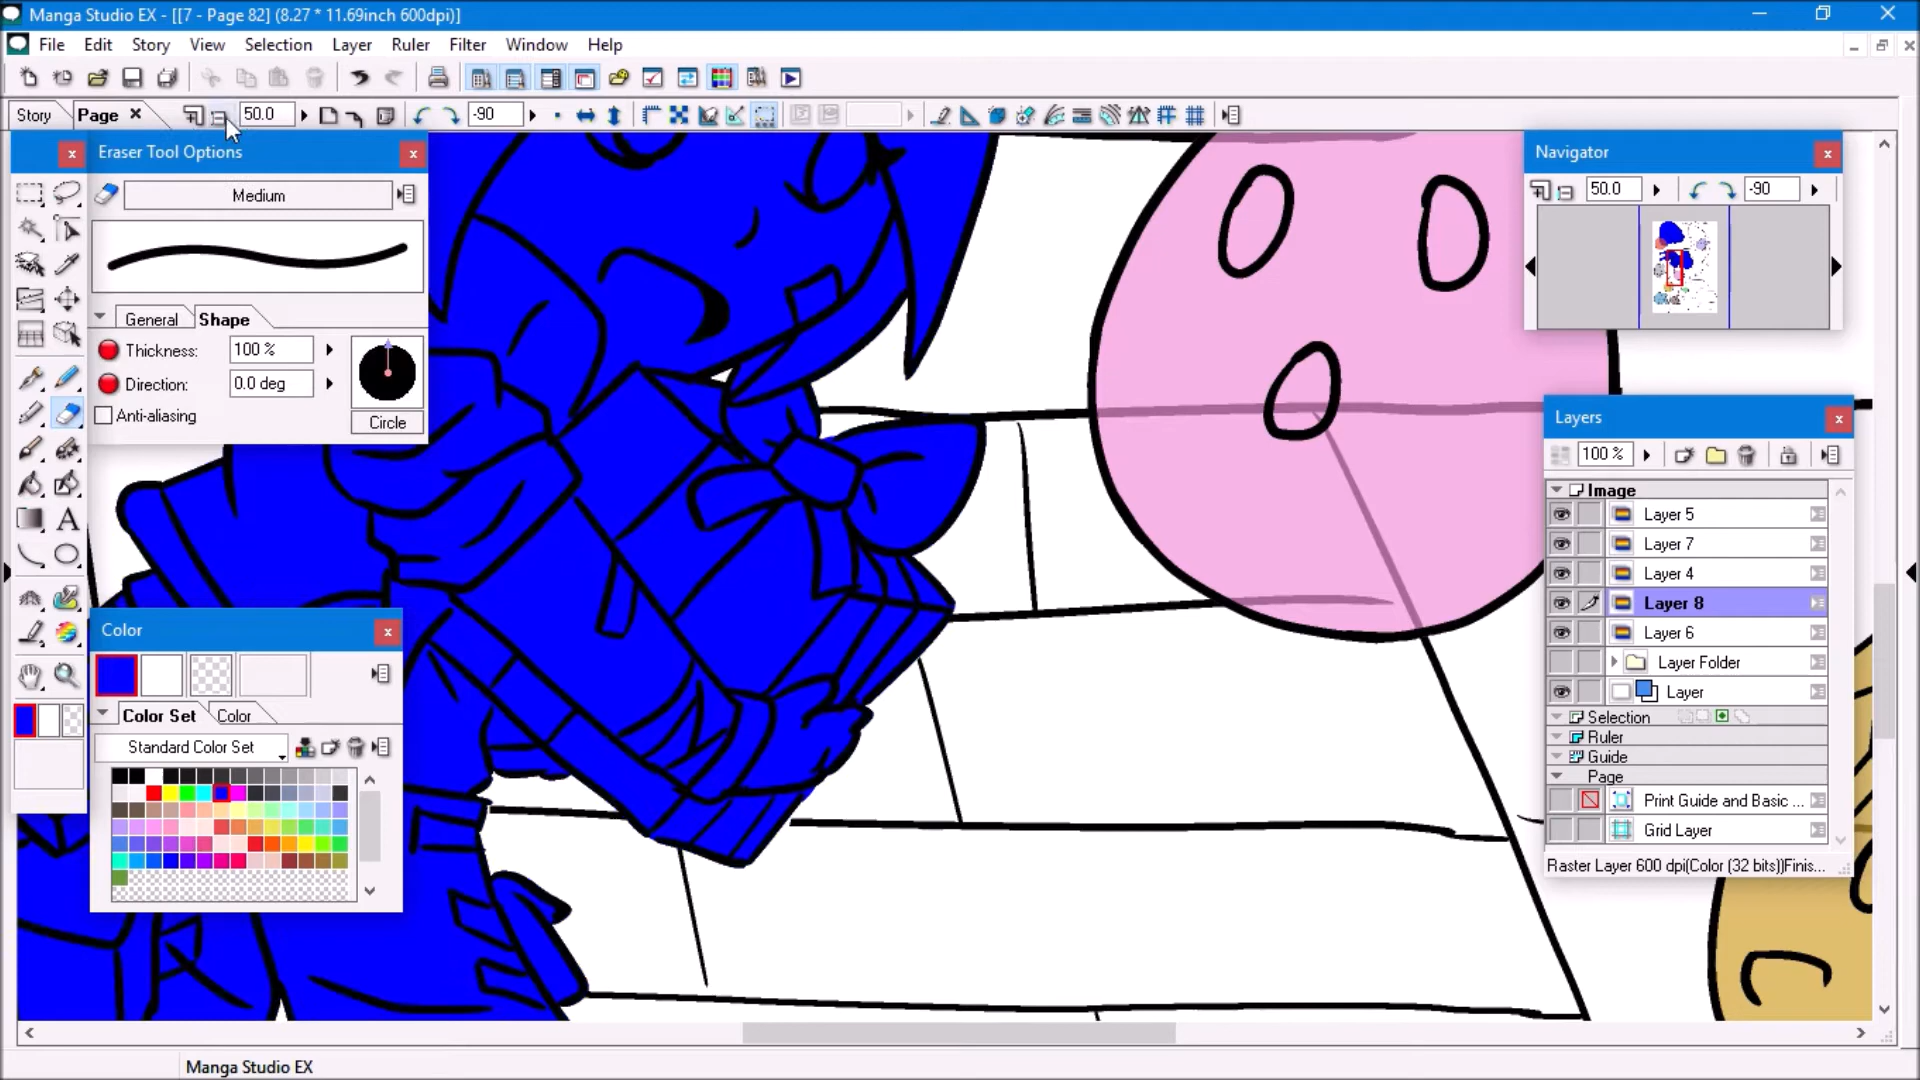 Manga Studio EX - [[7 - Page 82] (8.27 * 11.69inch 600dpi)]
File Edit Story View Selection Layer Ruler Filter Window Help
Story Page 50.0 -90
Eraser Tool Options
Medium
General Shape
Thickness: 100 %
Direction: 0.0 deg
Anti-aliasing
Circle
Color
Color Set Color
Standard Color Set
Navigator
50.0 -90
Layers
100 %
Image
Layer 5
Layer 7
Layer 4
Layer 8
Layer 6
Layer Folder
Layer
Selection
Ruler
Guide
Page
Print Guide and Basic ...
Grid Layer
Raster Layer 600 dpi(Color (32 bits))Finis...
Manga Studio EX